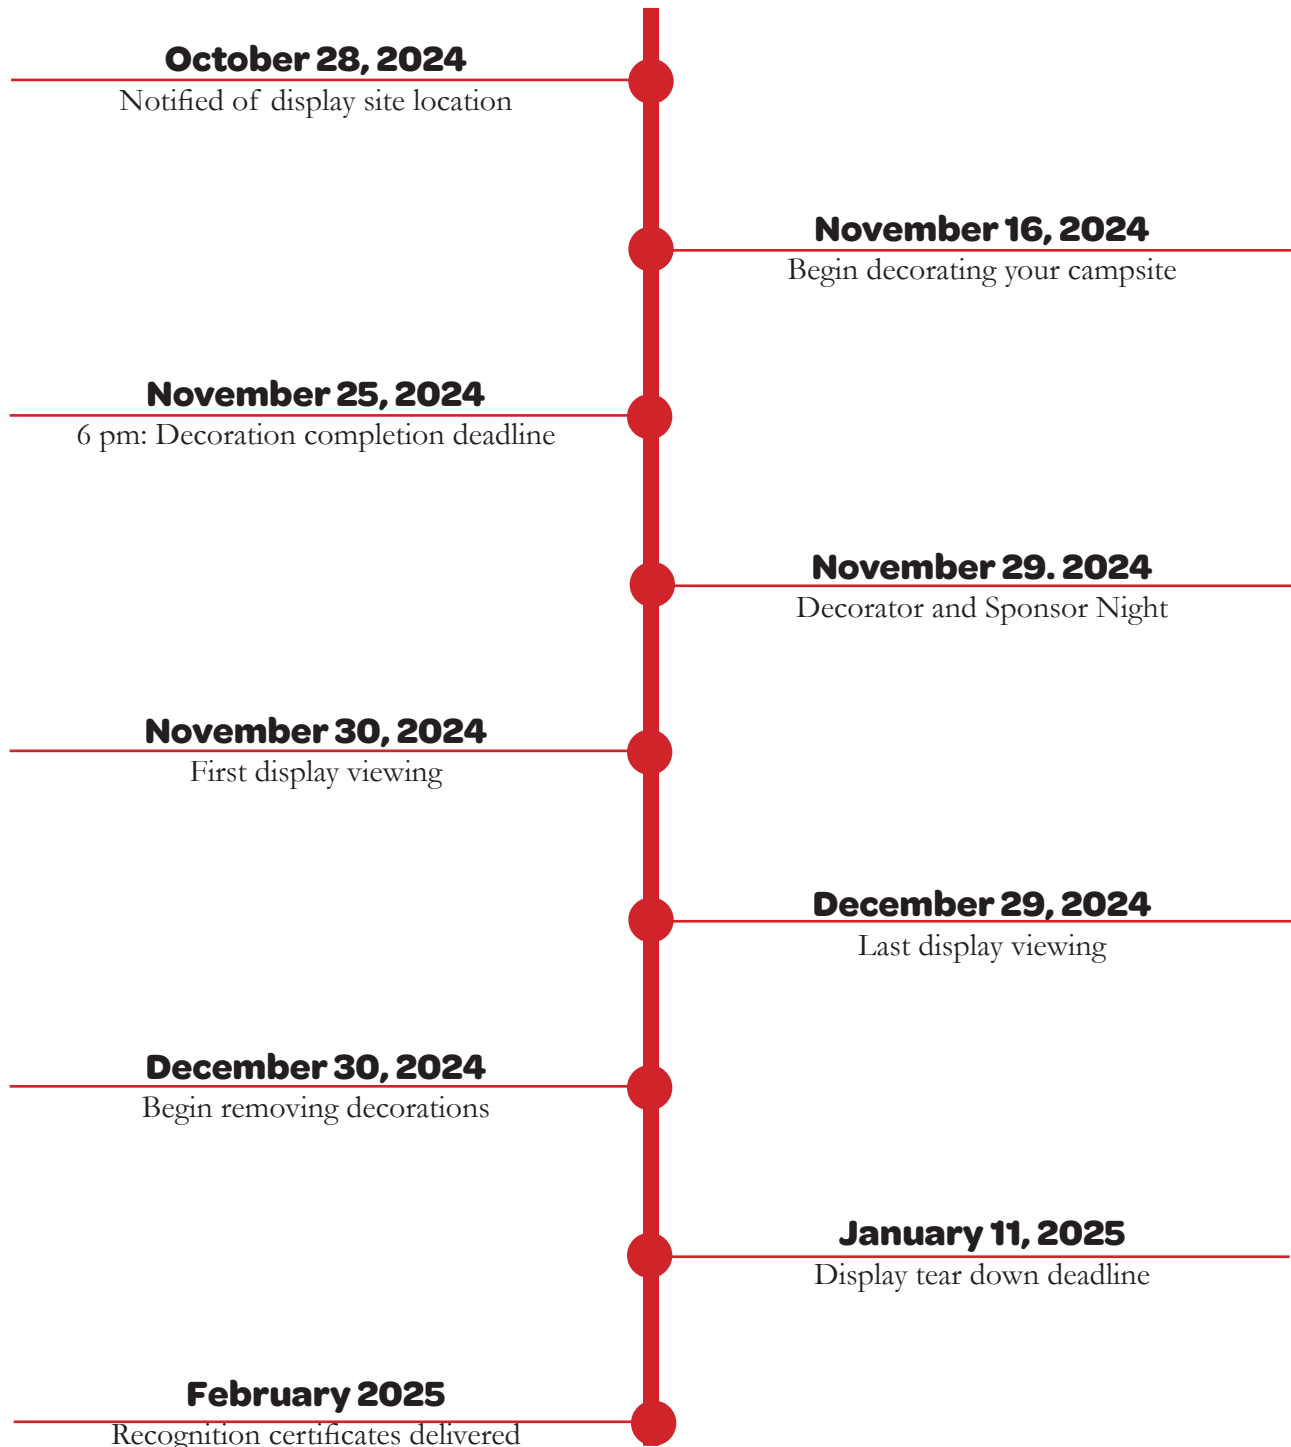 October 28, 2024
Notified of display site location
November 16, 2024
Begin decorating your campsite
November 25, 2024
6 pm: Decoration completion deadline
November 29. 2024
Decorator and Sponsor Night
November 30, 2024
First display viewing
December 29, 2024
Last display viewing
December 30, 2024
Begin removing decorations
January 11, 2025
Display tear down deadline
February 2025
Recognition certificates delivered